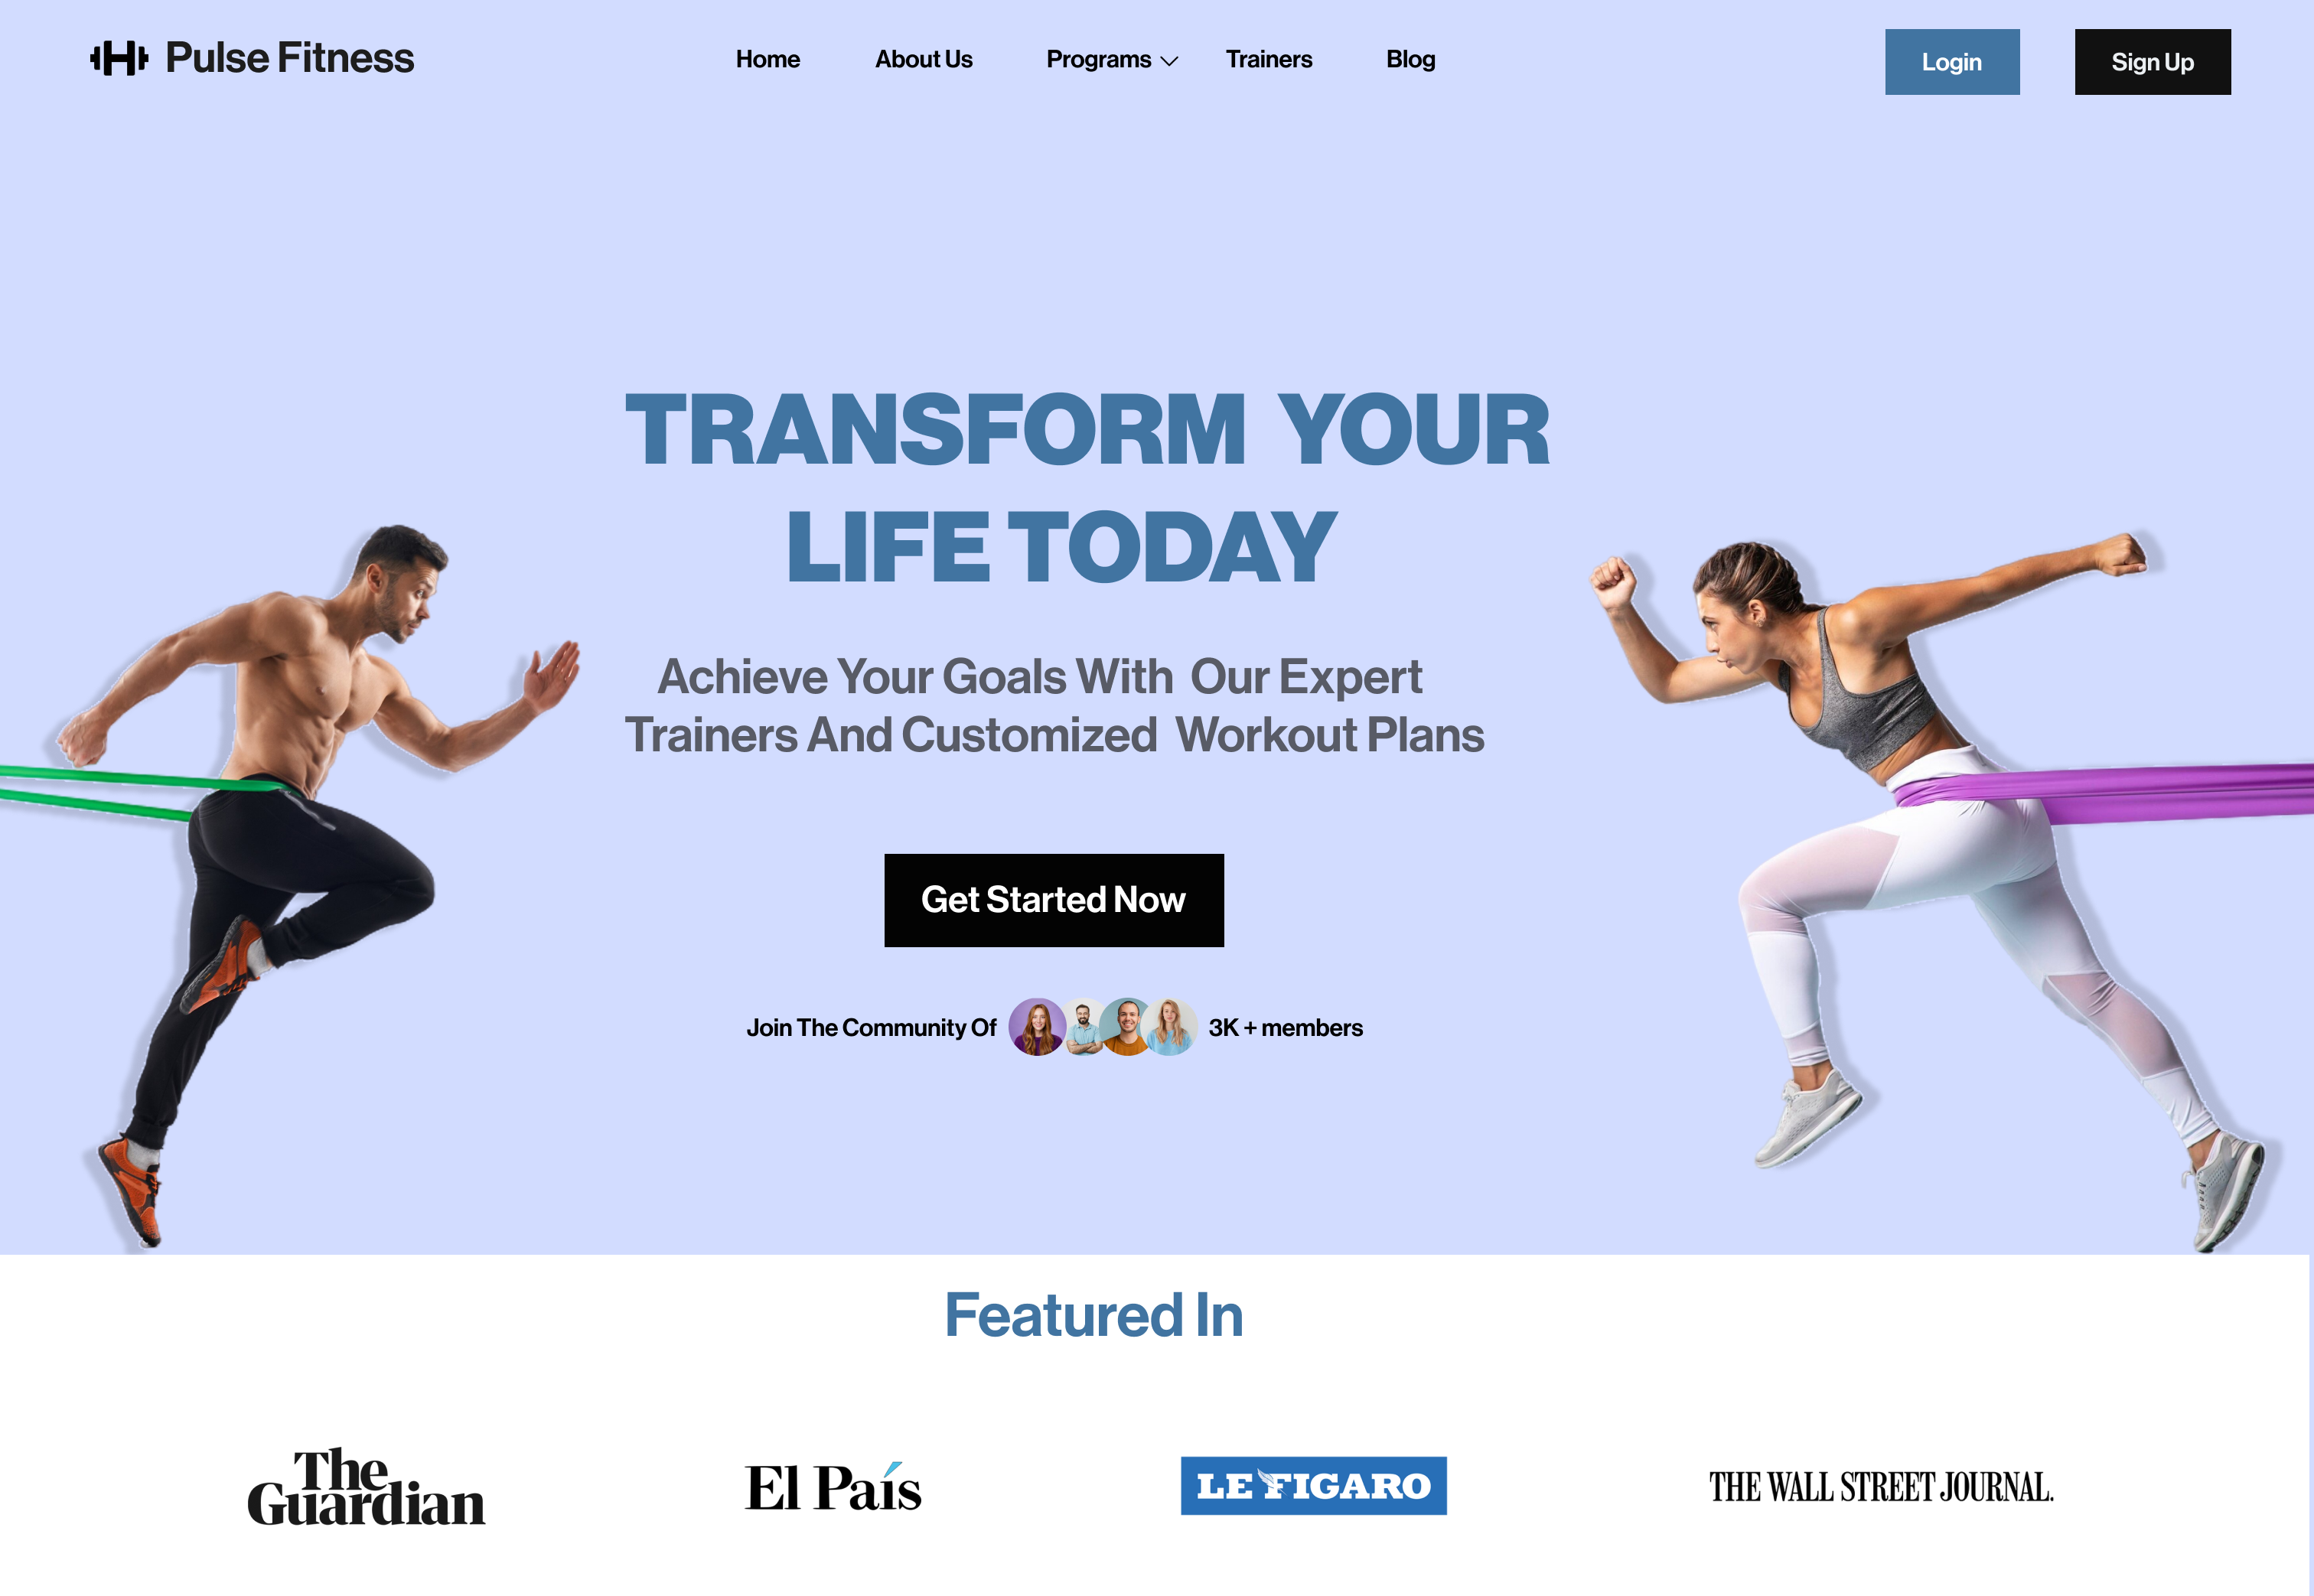 Pulse Fitness
Home
About Us
Programs
Trainers
Blog
Login
Sign Up
TRANSFORM YOUR
LIFE TODAY
Achieve Your Goals With Our Expert
Trainers And Customized Workout Plans
Get Started Now
Join The Community Of
3K + members
Featured In
The
Guardian
El País
LE FIGARO
THE WALL STREET JOURNAL.